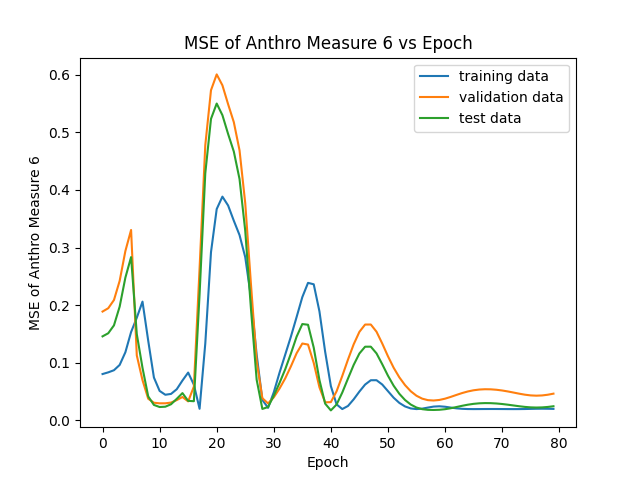 MSE of Anthro Measure 6 vs Epoch
training data
validation data
test data
MSE of Anthro Measure 6
0.6
0.5
0.4
0.3
0.2
0.1
0.0
0 10 20 30 40 50 60 70 80
Epoch